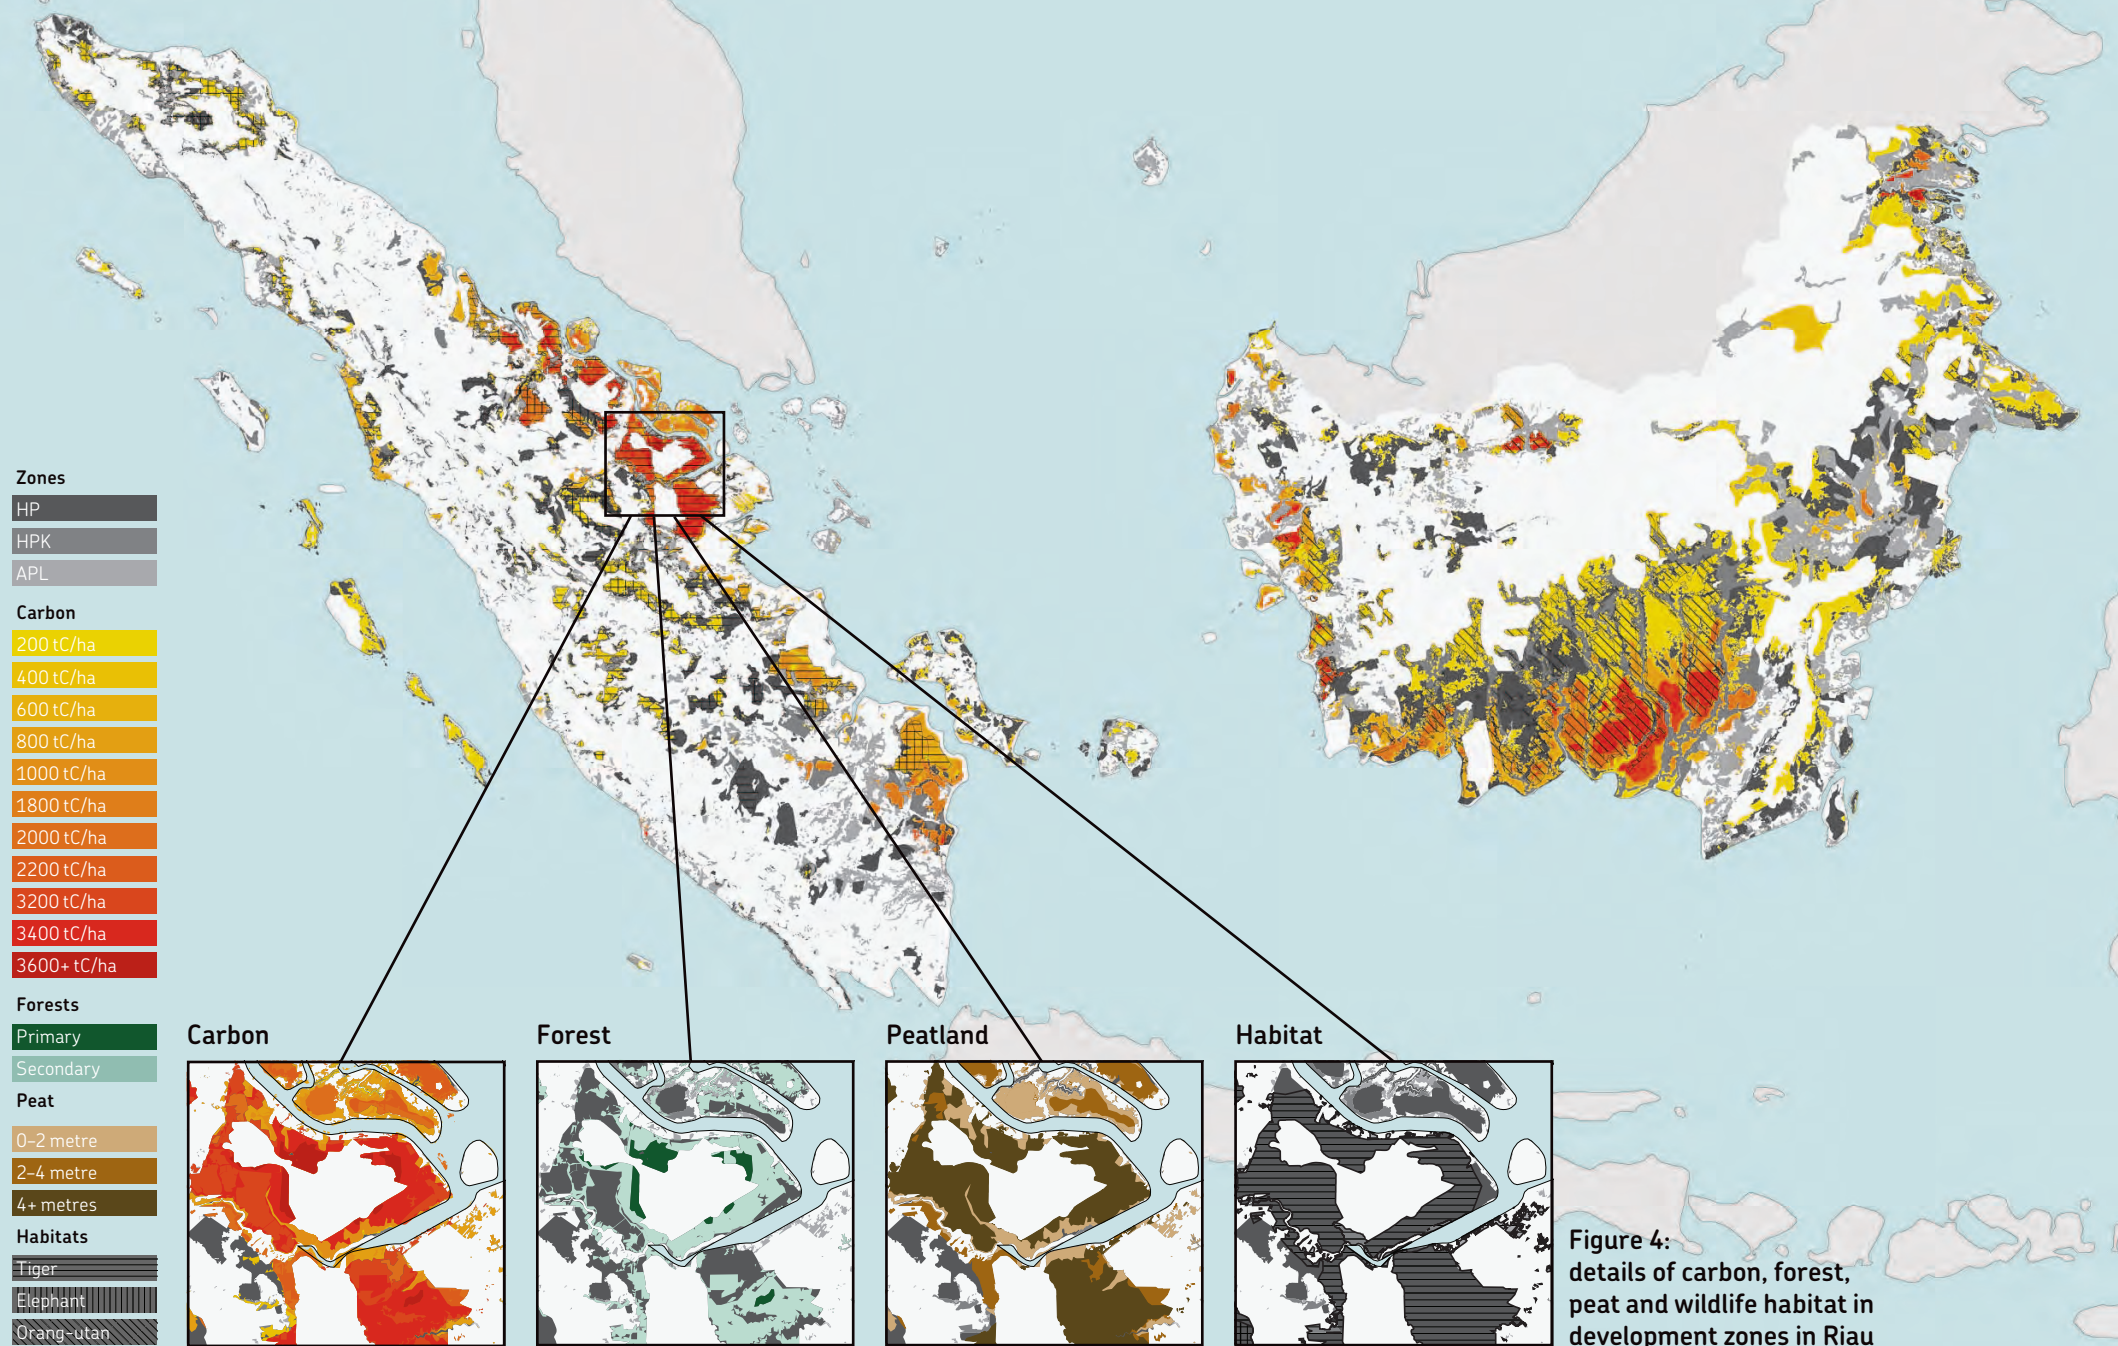 Zones
HP
HPK
APL
Carbon
200 tC/ha
400 tC/ha
600 tC/ha
800 tC/ha
1000 tC/ha
1800 tC/ha
2000 tC/ha
2200 tC/ha
3200 tC/ha
3400 tC/ha
3600+ tC/ha
Forests
Primary
Secondary
Peat
0–2 metre
2–4 metre
4+ metres
Habitats
Tiger
Elephant
Orang-utan
Carbon
Forest
Peatland
Habitat
Figure 4:
details of carbon, forest,
peat and wildlife habitat in
development zones in Riau